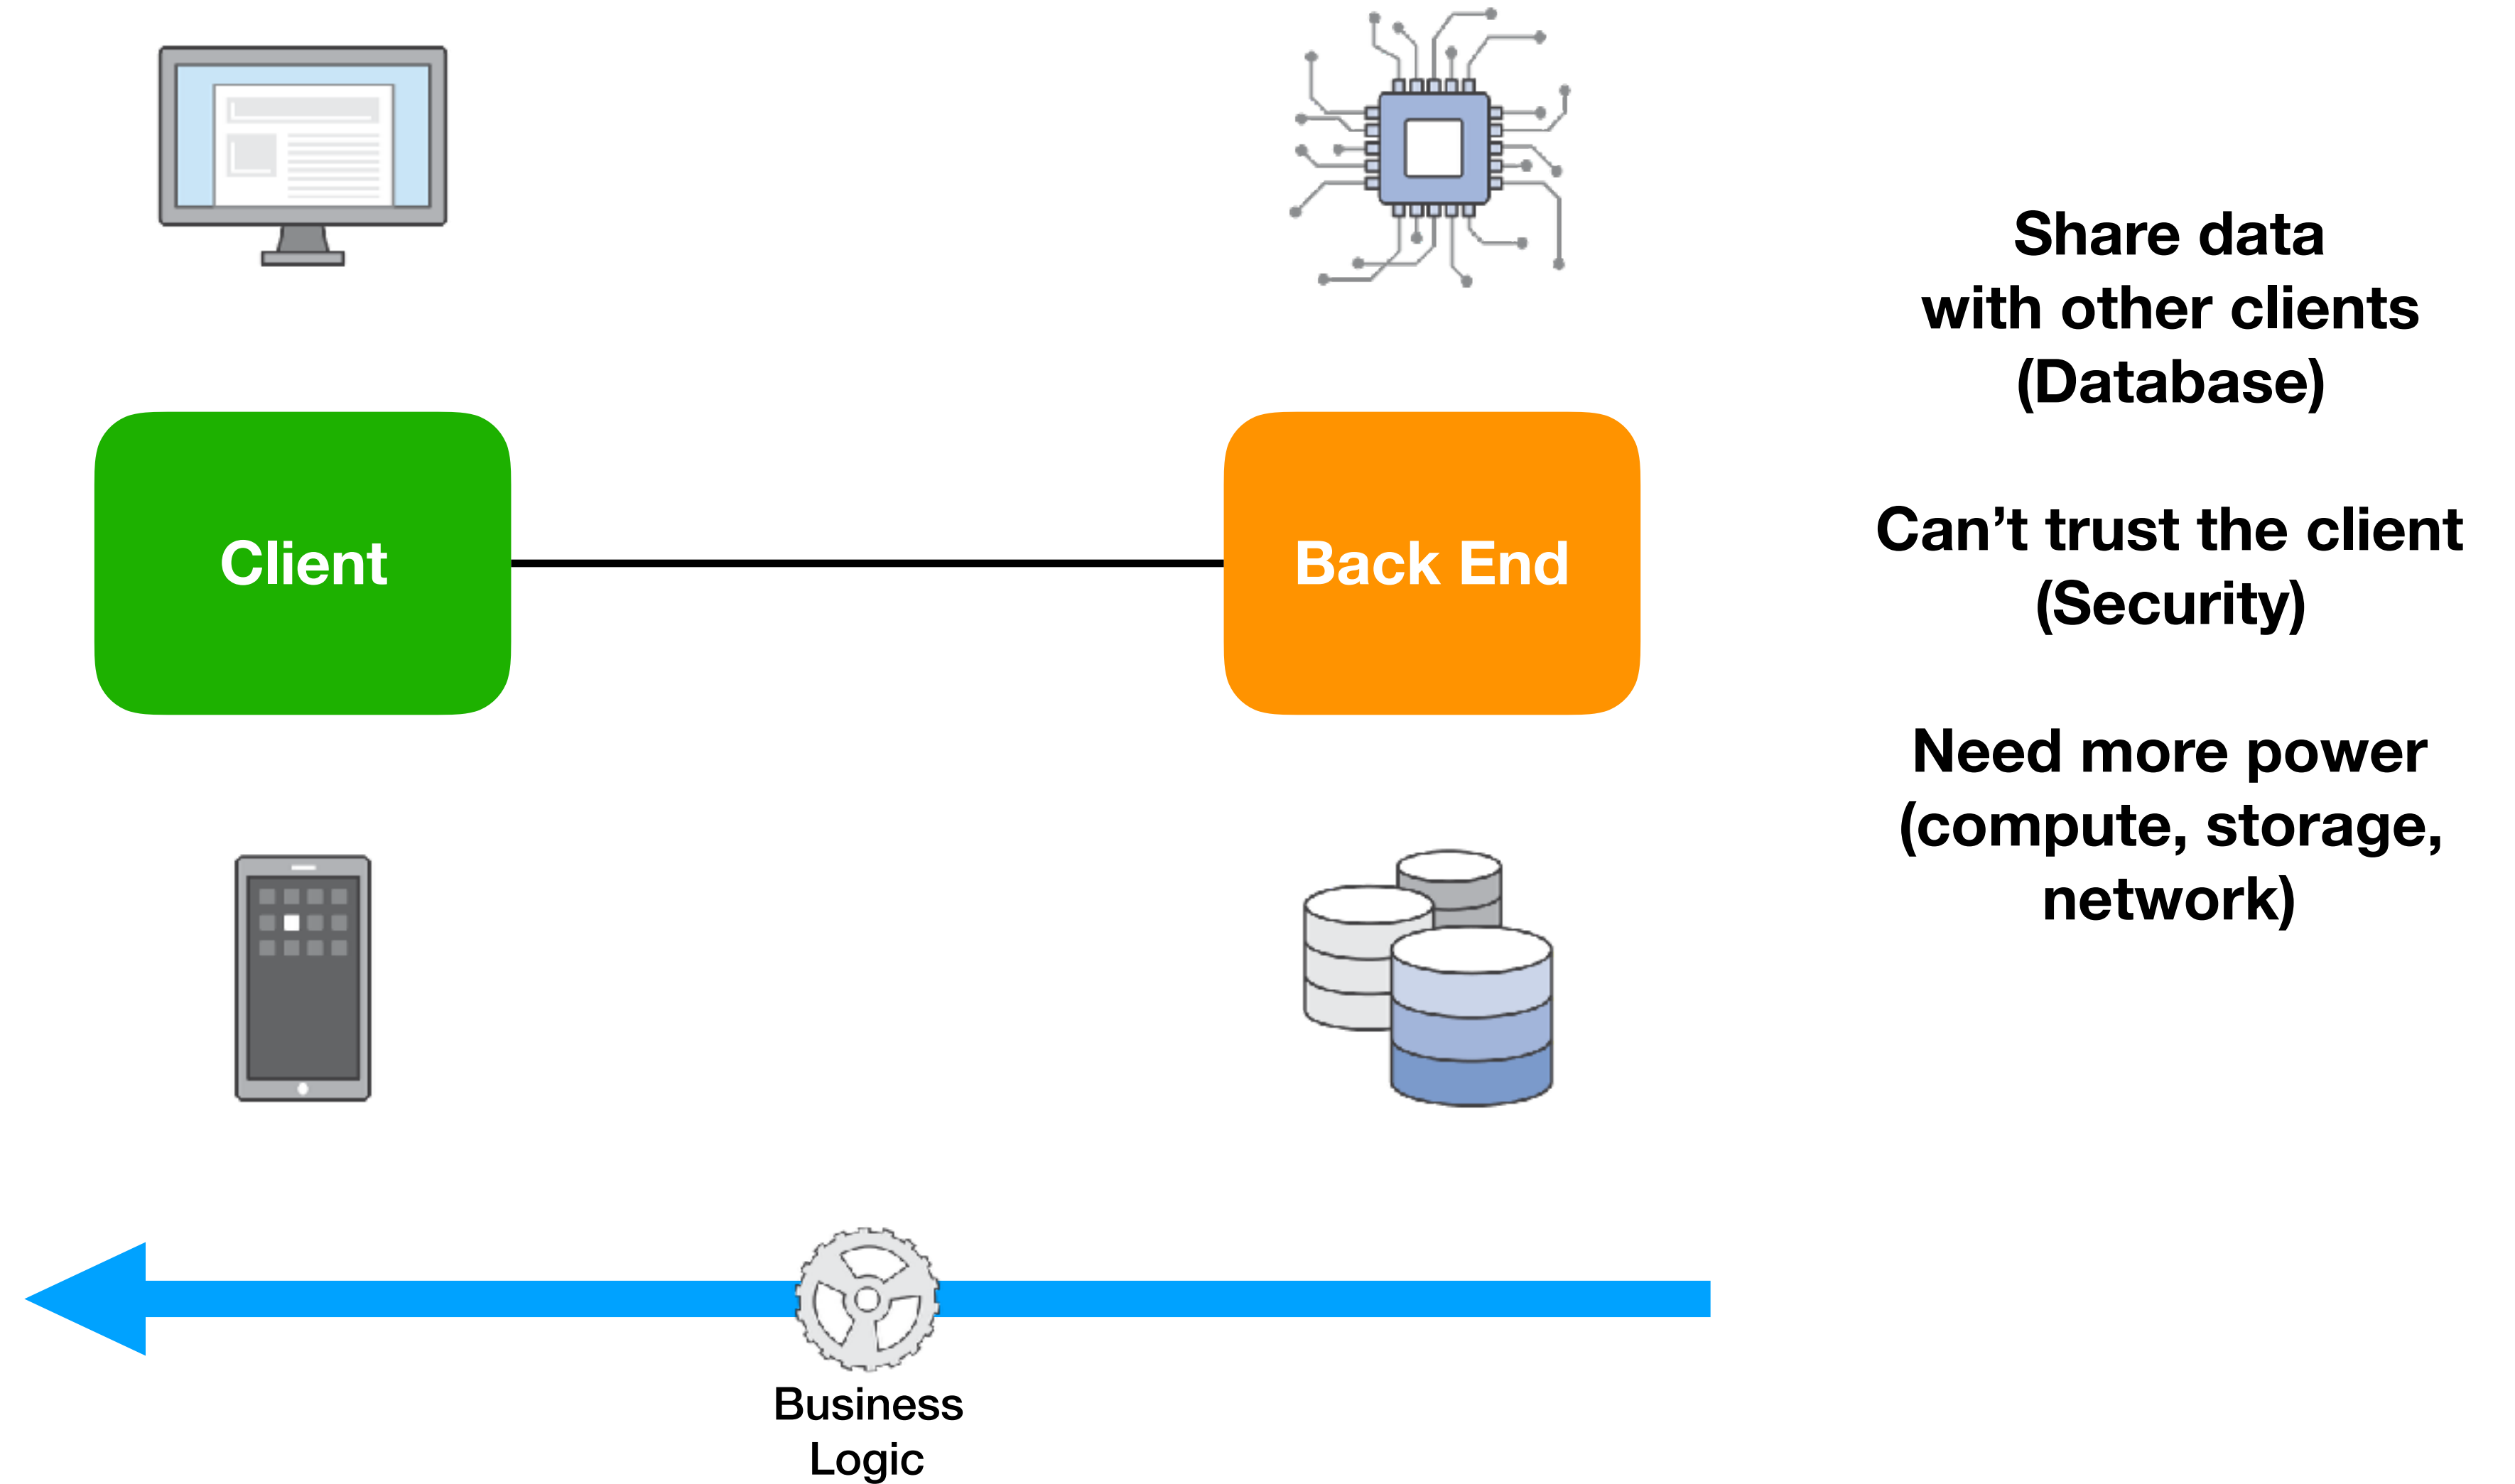 Client
Back End
Share data
with other clients
(Database)
Can’t trust the client
(Security)
Need more power
(compute, storage,
network)
Business
Logic